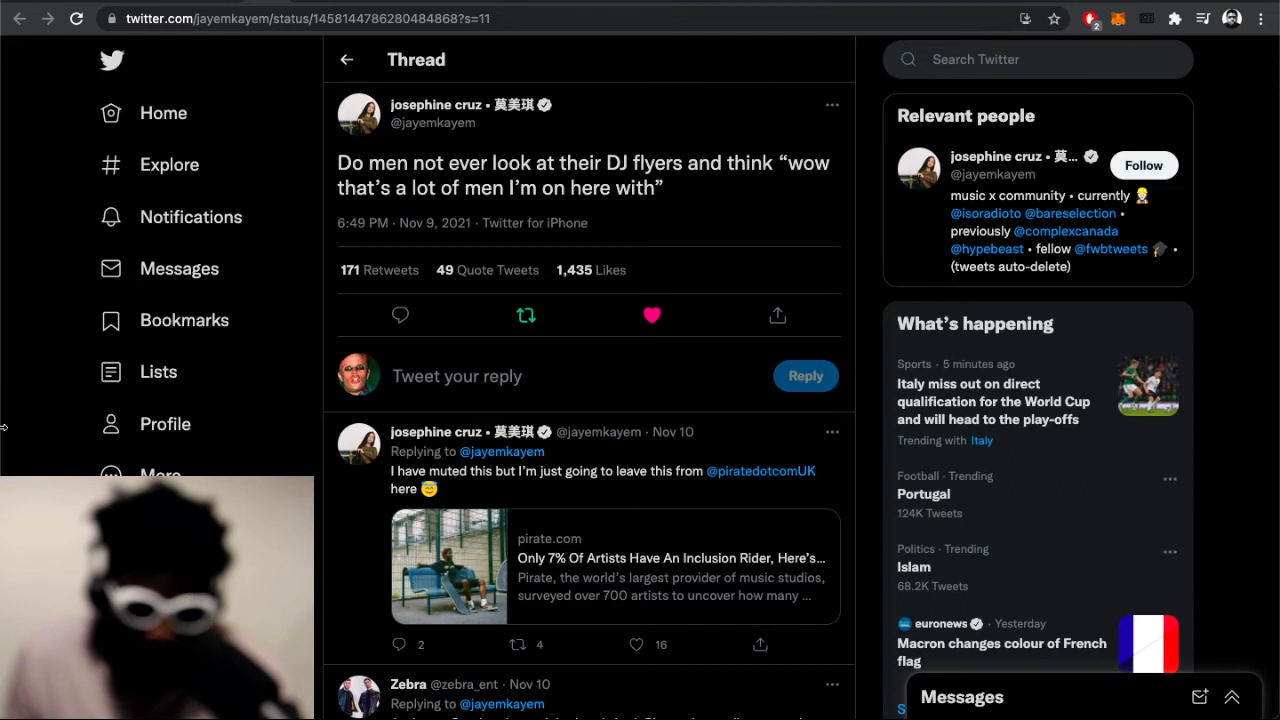 twitter.com/jayemkayem/status/1458144786280484868?s=11
2
Home
Explore
Notifications
Messages
Bookmarks
Lists
Profile
More
Thread
josephine cruz • 莫美琪
@jayemkayem
Do men not ever look at their DJ flyers and think “wow
that’s a lot of men I’m on here with”
6:49 PM · Nov 9, 2021 · Twitter for iPhone
171 Retweets 49 Quote Tweets 1,435 Likes
Tweet your reply
Reply
josephine cruz • 莫美琪 @jayemkayem · Nov 10
Replying to @jayemkayem
I have muted this but I’m just going to leave this from @piratedotcomUK
here 😇
pirate.com
Only 7% Of Artists Have An Inclusion Rider, Here’s...
Pirate, the world’s largest provider of music studios,
surveyed over 700 artists to uncover how many ...
2 4 16
Zebra @zebra_ent · Nov 10
Replying to @jayemkayem
Search Twitter
Relevant people
josephine cruz • 莫...
@jayemkayem
Follow
music x community • currently 👷🏻‍♀️
@isoradioto @bareselection •
previously @complexcanada
@hypebeast • fellow @fwbtweets 🎓 •
(tweets auto-delete)
What’s happening
Sports · 5 minutes ago
Italy miss out on direct
qualification for the World Cup
and will head to the play-offs
Trending with Italy
Football · Trending
Portugal
124K Tweets
Politics · Trending
Islam
68.2K Tweets
euronews · Yesterday
Macron changes colour of French
flag
Messages